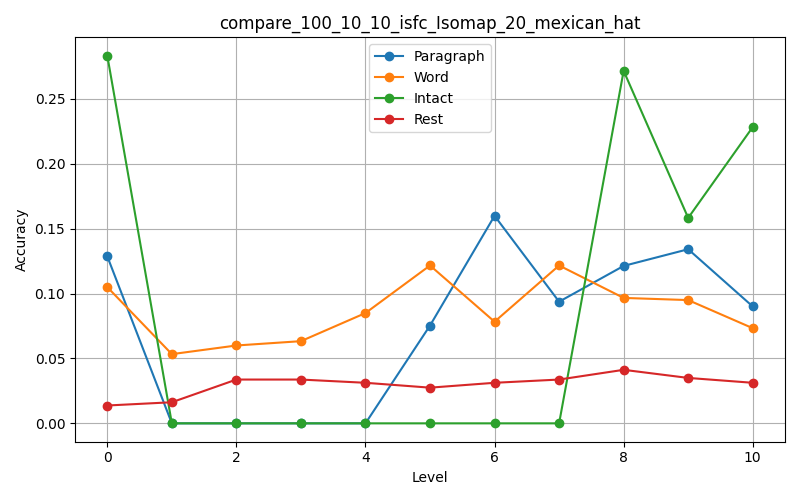 compare_100_10_10_isfc_Isomap_20_mexican_hat
Paragraph
Word
Intact
Rest
Accuracy
0.25
0.20
0.15
0.10
0.05
0.00
0 2 4 6 8 10
Level